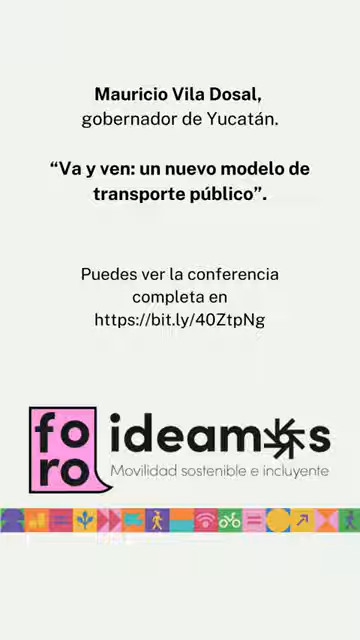 Mauricio Vila Dosal,
gobernador de Yucatán.
“Va y ven: un nuevo modelo de
transporte público”.
Puedes ver la conferencia
completa en
https://bit.ly/40ZtpNg
foro
ideamos
Movilidad sostenible e incluyente